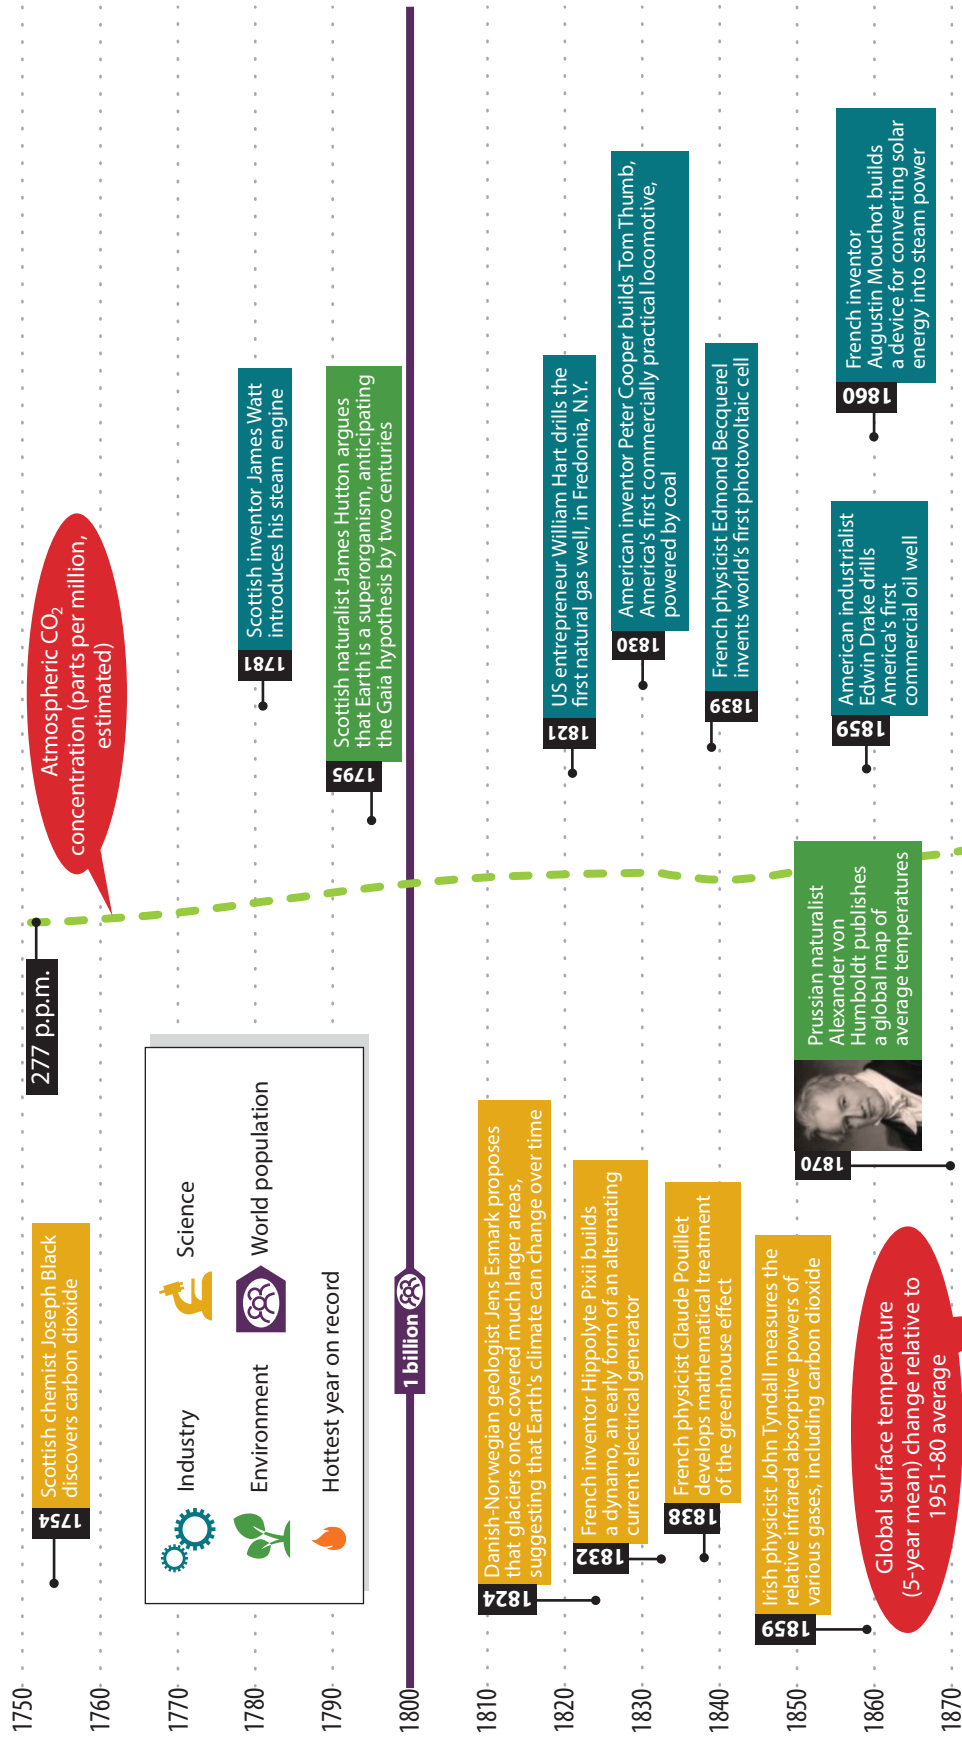 1750
1760
1770
1780
1790
1800
1810
1820
1830
1840
1850
1860
1870
Atmospheric CO2
concentration (parts per million,
estimated)
277 p.p.m.
1754
Scottish chemist Joseph Black
discovers carbon dioxide
Industry
Science
Environment
World population
Hottest year on record
1781
Scottish inventor James Watt
introduces his steam engine
1795
Scottish naturalist James Hutton argues
that Earth is a superorganism, anticipating
the Gaia hypothesis by two centuries
1 billion
1824
Danish-Norwegian geologist Jens Esmark proposes
that glaciers once covered much larger areas,
suggesting that Earth's climate can change over time
1821
US entrepreneur William Hart drills the
first natural gas well, in Fredonia, N.Y.
1832
French inventor Hippolyte Pixii builds
a dynamo, an early form of an alternating
current electrical generator
1830
American inventor Peter Cooper builds Tom Thumb,
America's first commercially practical locomotive,
powered by coal
1838
French physicist Claude Pouillet
develops mathematical treatment
of the greenhouse effect
1839
French physicist Edmond Becquerel
invents world's first photovoltaic cell
1859
Irish physicist John Tyndall measures the
relative infrared absorptive powers of
various gases, including carbon dioxide
1870
Prussian naturalist
Alexander von
Humboldt publishes
a global map of
average temperatures
1859
American industrialist
Edwin Drake drills
America's first
commercial oil well
1860
French inventor
Augustin Mouchot builds
a device for converting solar
energy into steam power
Global surface temperature
(5-year mean) change relative to
1951-80 average